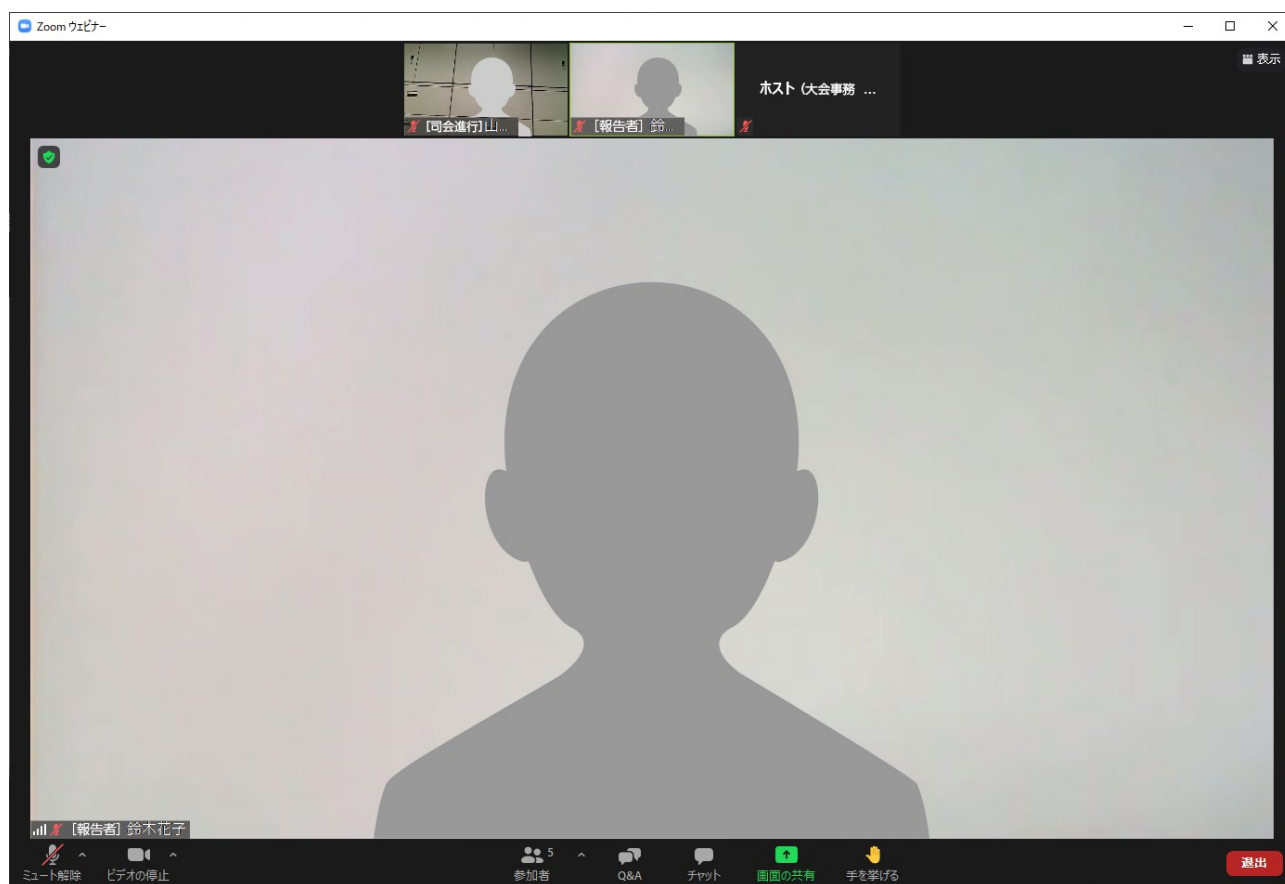 Zoom ウェビナー
表示
[司会進行]山...
[報告者] 鈴...
ホスト (大会事務 ...
[報告者] 鈴木花子
ミュート解除
ビデオの停止
5
参加者
Q&A
チャット
画面の共有
手を挙げる
退出